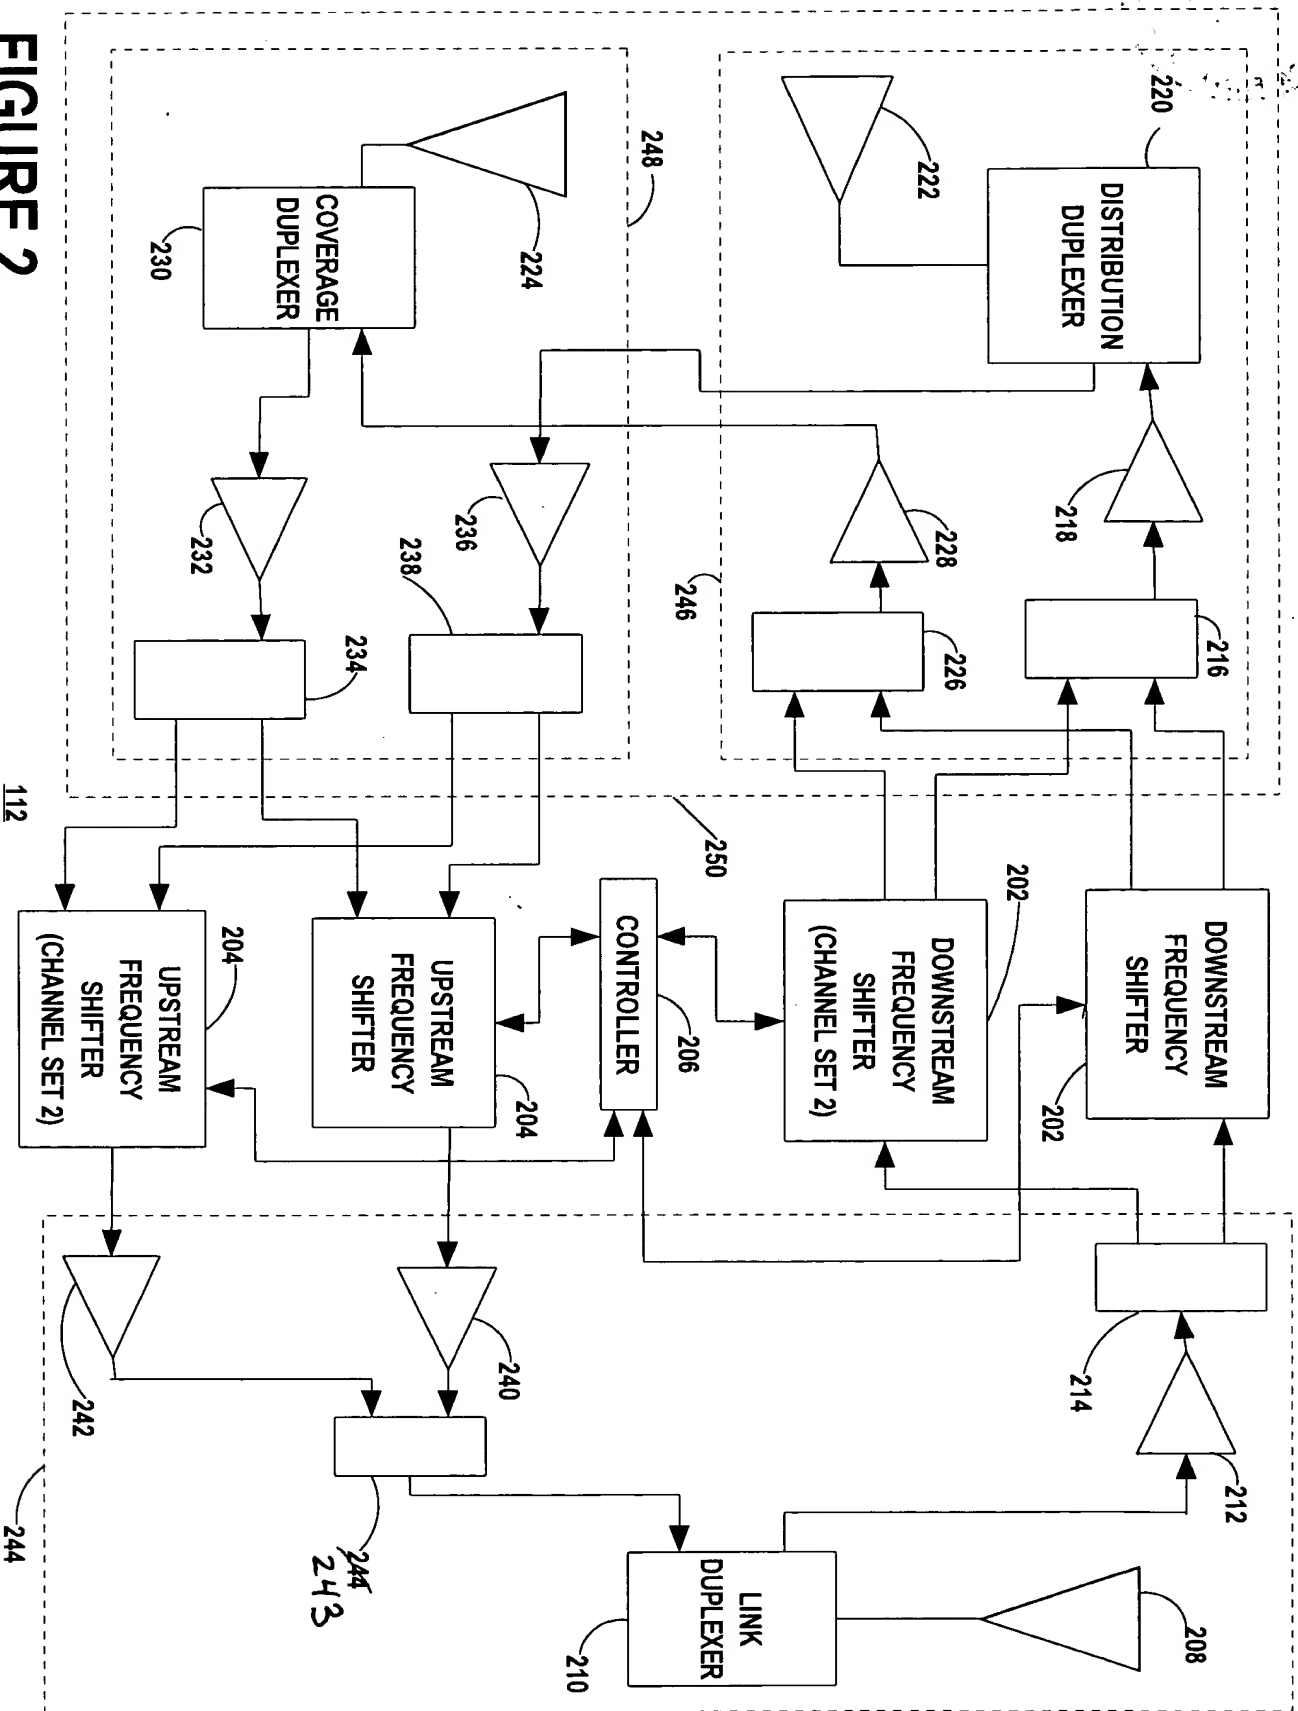 220
DISTRIBUTION
DUPLEXER
222
218
216
228
226
246
DOWNSTREAM
FREQUENCY
SHIFTER
202
202
DOWNSTREAM
FREQUENCY
SHIFTER
(CHANNEL SET 2)
214
212
208
LINK
DUPLEXER
210
250
CONTROLLER
206
248
224
COVERAGE
DUPLEXER
230
236
238
232
234
UPSTREAM
FREQUENCY
SHIFTER
204
204
UPSTREAM
FREQUENCY
SHIFTER
(CHANNEL SET 2)
240
242
244
243
244
112
FIGURE 2